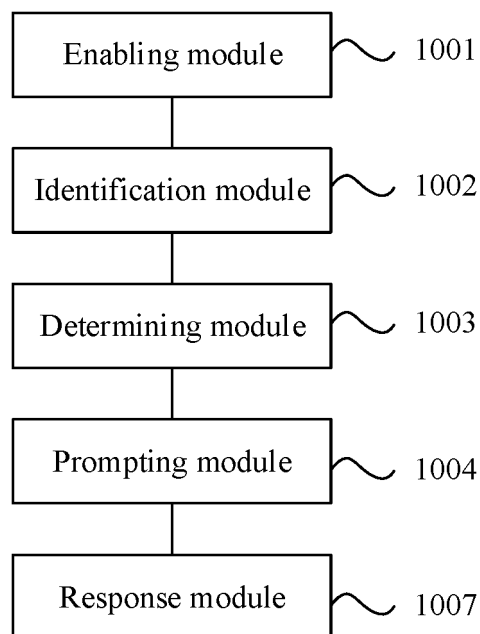 Enabling module 1001
Identification module 1002
Determining module 1003
Prompting module 1004
Response module 1007